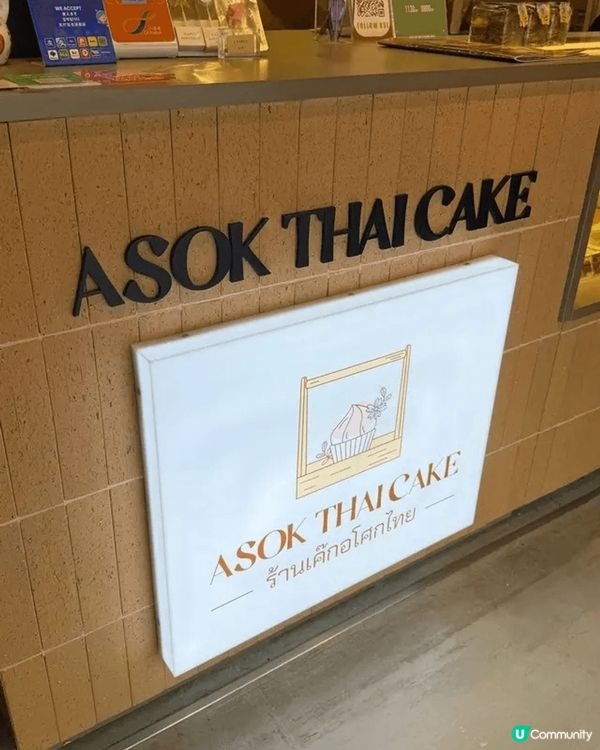 WE ACCEPT
FOLLOW US!
ASOK THAI CAKE
ASOK THAI CAKE
ร้านเค้กอโศกไทย
U Community